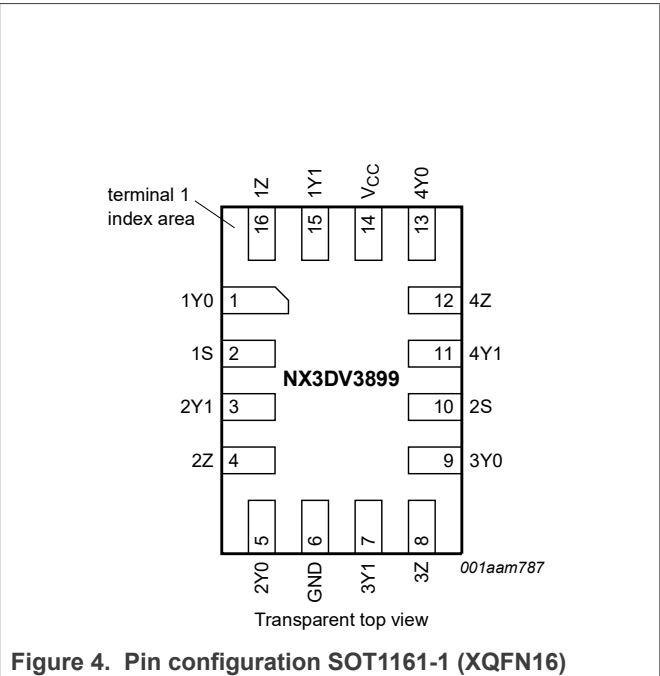 1Z
1Y1
VCC
4Y0
terminal 1
index area
16
15
14
13
1Y0 1
12 4Z
1S 2
11 4Y1
NX3DV3899
2Y1 3
10 2S
2Z 4
9 3Y0
5
6
7
8
2Y0
GND
3Y1
3Z
001aam787
Transparent top view
Figure 4. Pin configuration SOT1161-1 (XQFN16)